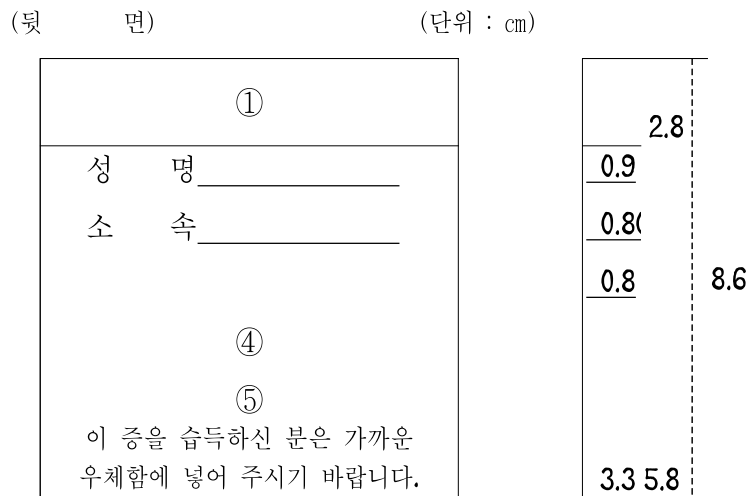 (뒷 면) (단위 : ㎝)
①
2.8
성 명 0.9
소 속 0.80
0.8 8.6
④
⑤
이 증을 습득하신 분은 가까운
우체함에 넣어 주시기 바랍니다. 3.3 5.8